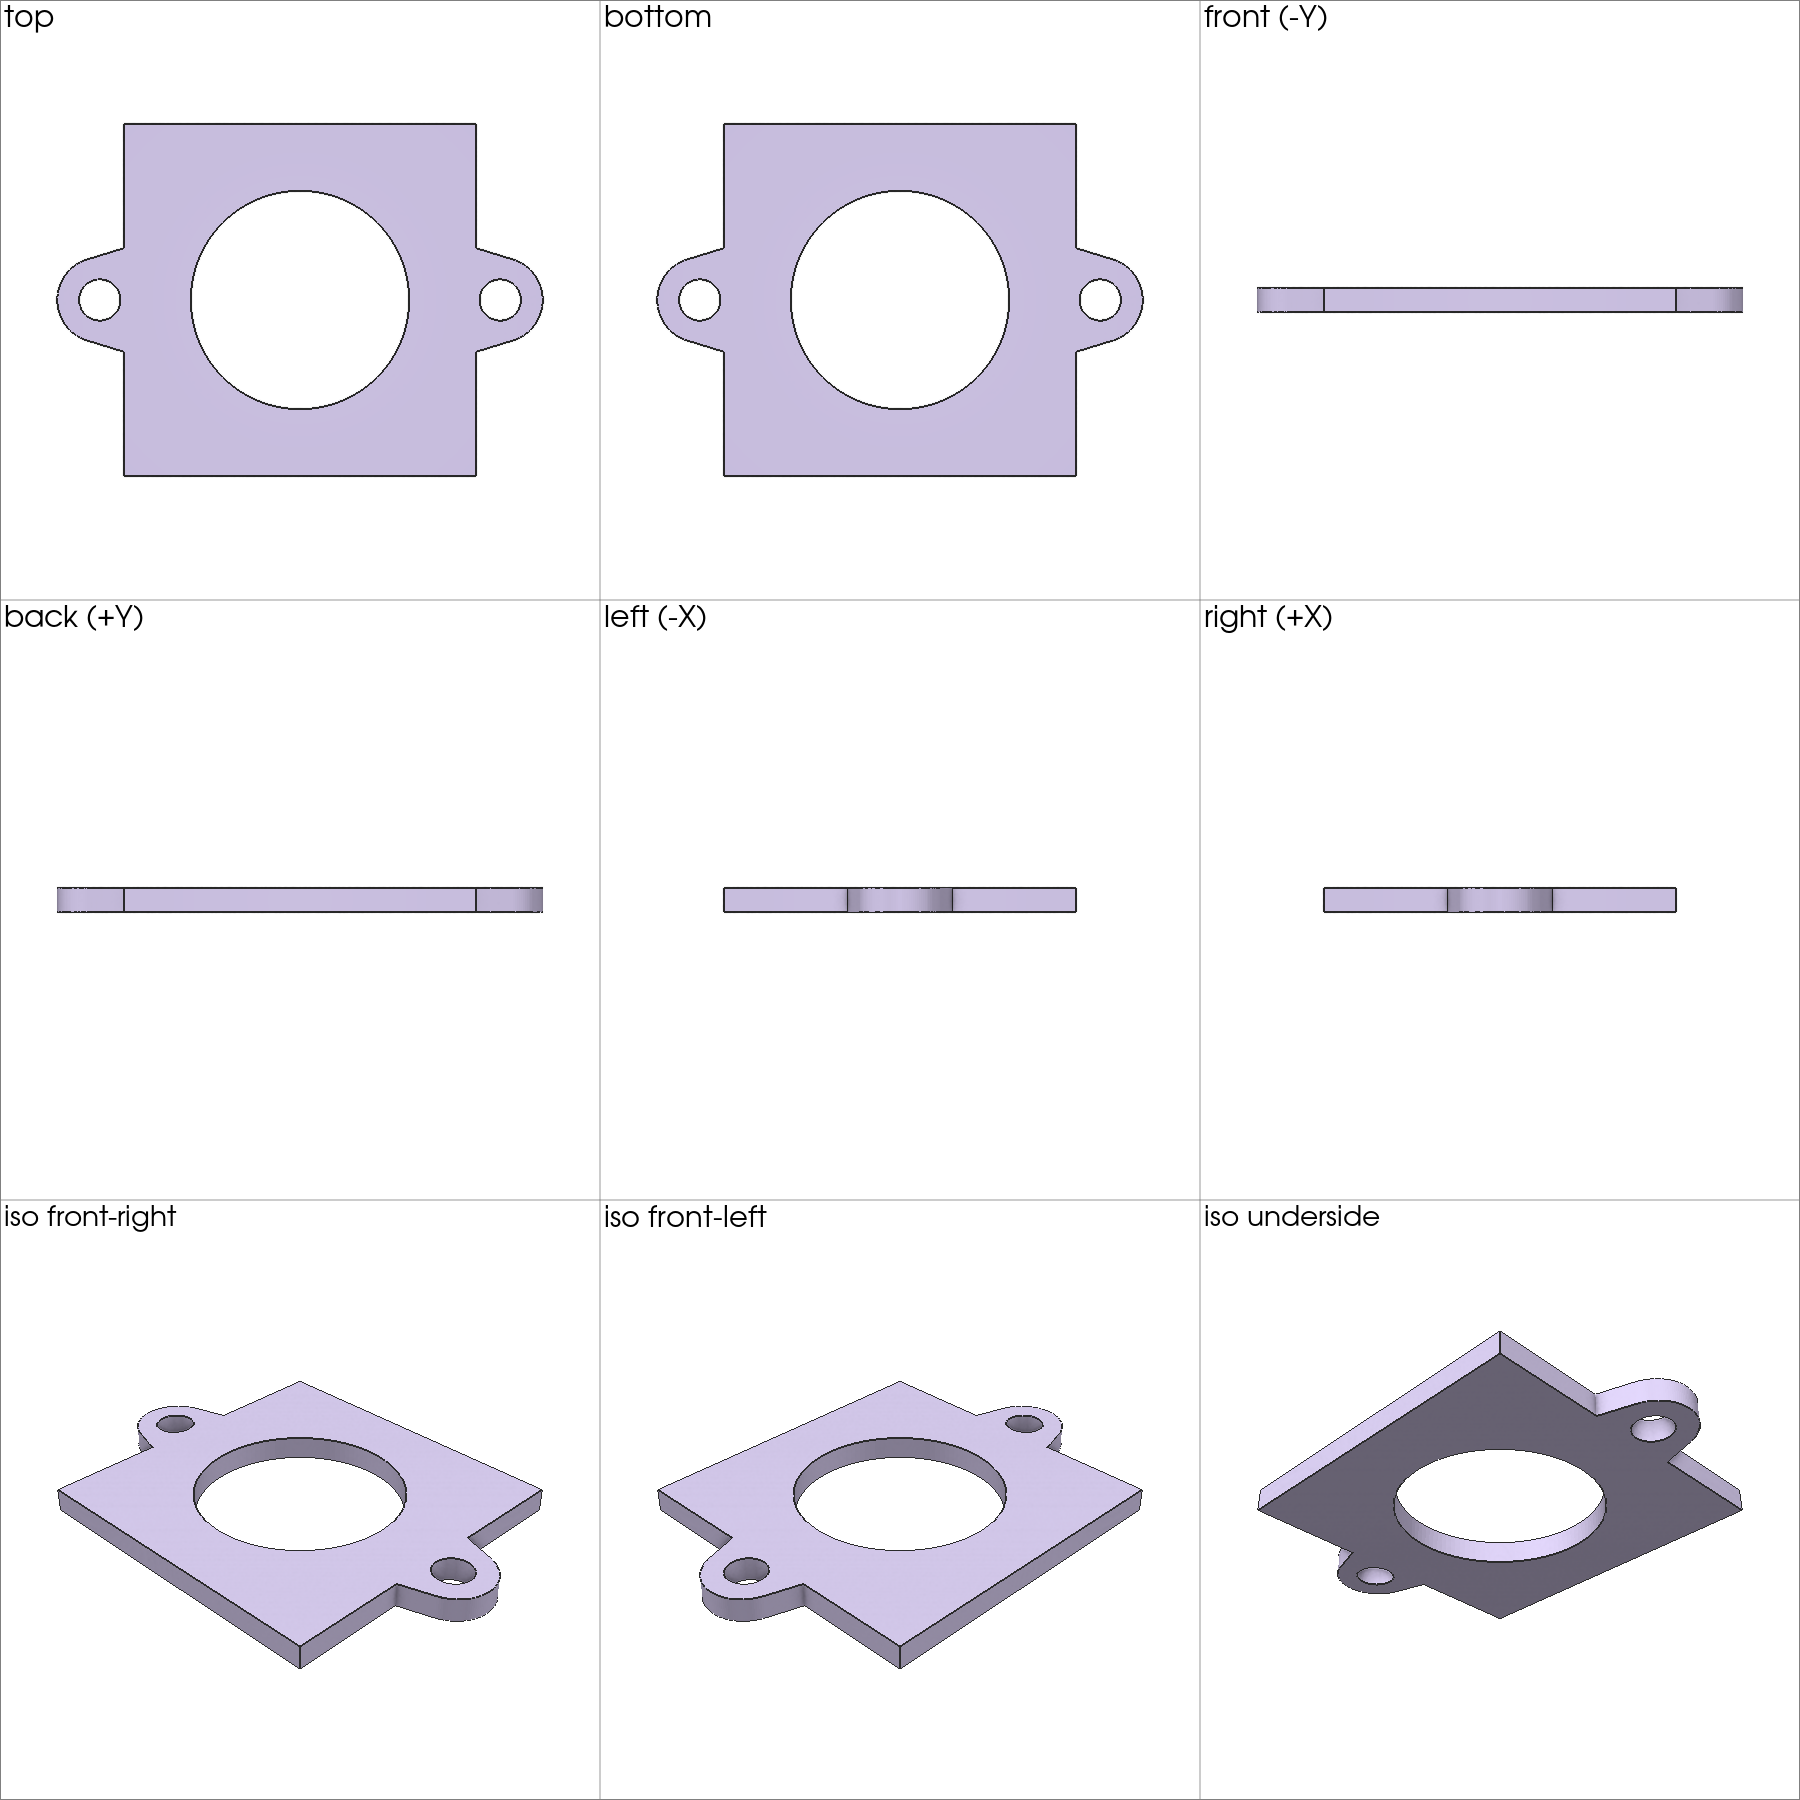 top
bottom
front (-Y)
back (+Y)
left (-X)
right (+X)
iso front-right
iso front-left
iso underside